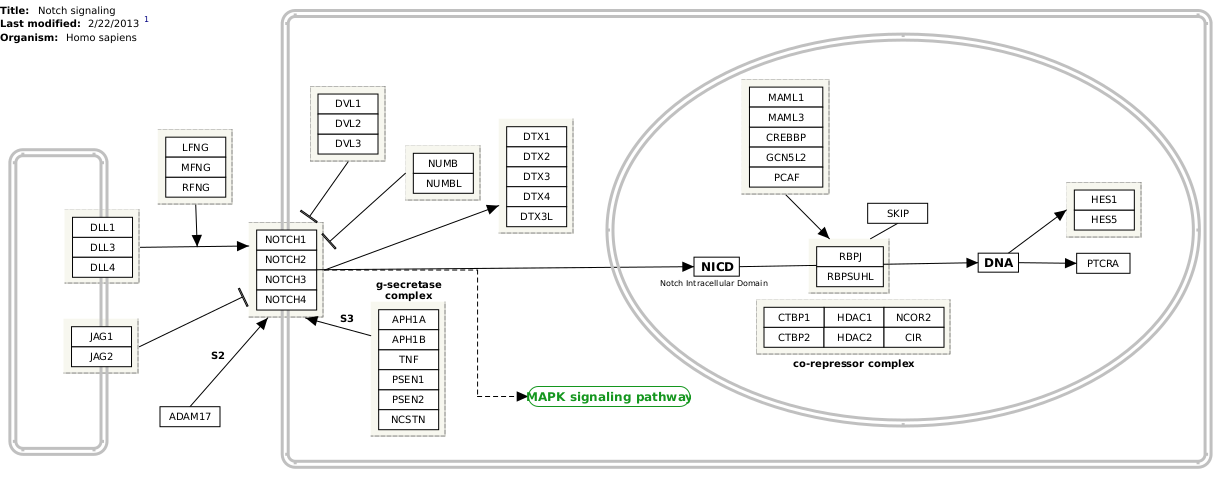 Title: Notch signaling
Last modified: 2/22/2013 1
Organism: Homo sapiens
DLL1
DLL3
DLL4
JAG1
JAG2
LFNG
MFNG
RFNG
S2
ADAM17
NOTCH1
NOTCH2
NOTCH3
NOTCH4
DVL1
DVL2
DVL3
NUMB
NUMBL
DTX1
DTX2
DTX3
DTX4
DTX3L
g-secretase
complex
S3
APH1A
APH1B
TNF
PSEN1
PSEN2
NCSTN
MAPK signaling pathway
NICD
Notch Intracellular Domain
MAML1
MAML3
CREBBP
GCN5L2
PCAF
SKIP
RBPJ
RBPSUHL
CTBP1 HDAC1 NCOR2
CTBP2 HDAC2 CIR
co-repressor complex
DNA
HES1
HES5
PTCRA